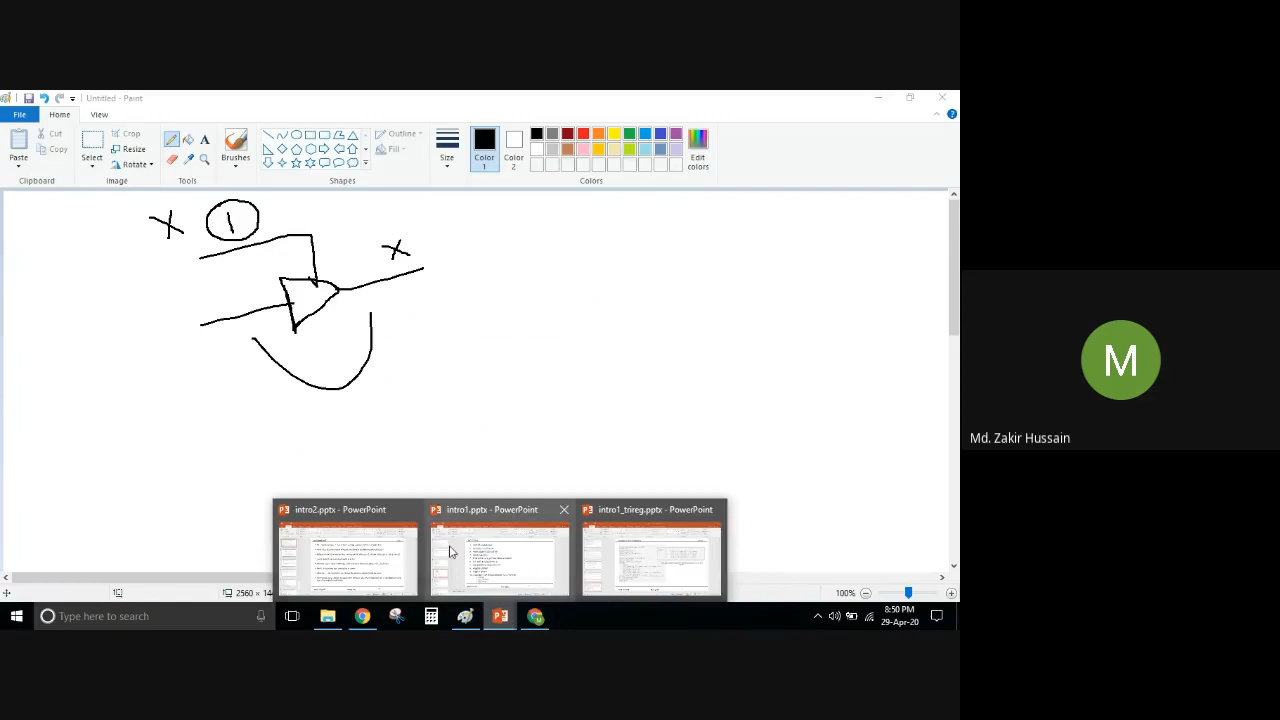 Untitled - Paint
File Home View
Cut
Copy
Paste
Clipboard
Crop
Resize
Rotate
Select
Image
Tools
Brushes
Outline
Fill
Shapes
Size
Color 1
Color 2
Edit colors
Colors
X 1
X
intro2.pptx - PowerPoint
intro1.pptx - PowerPoint
intro1_trireg.pptx - PowerPoint
100%
Type here to search
8:50 PM
29-Apr-20
M
Md. Zakir Hussain